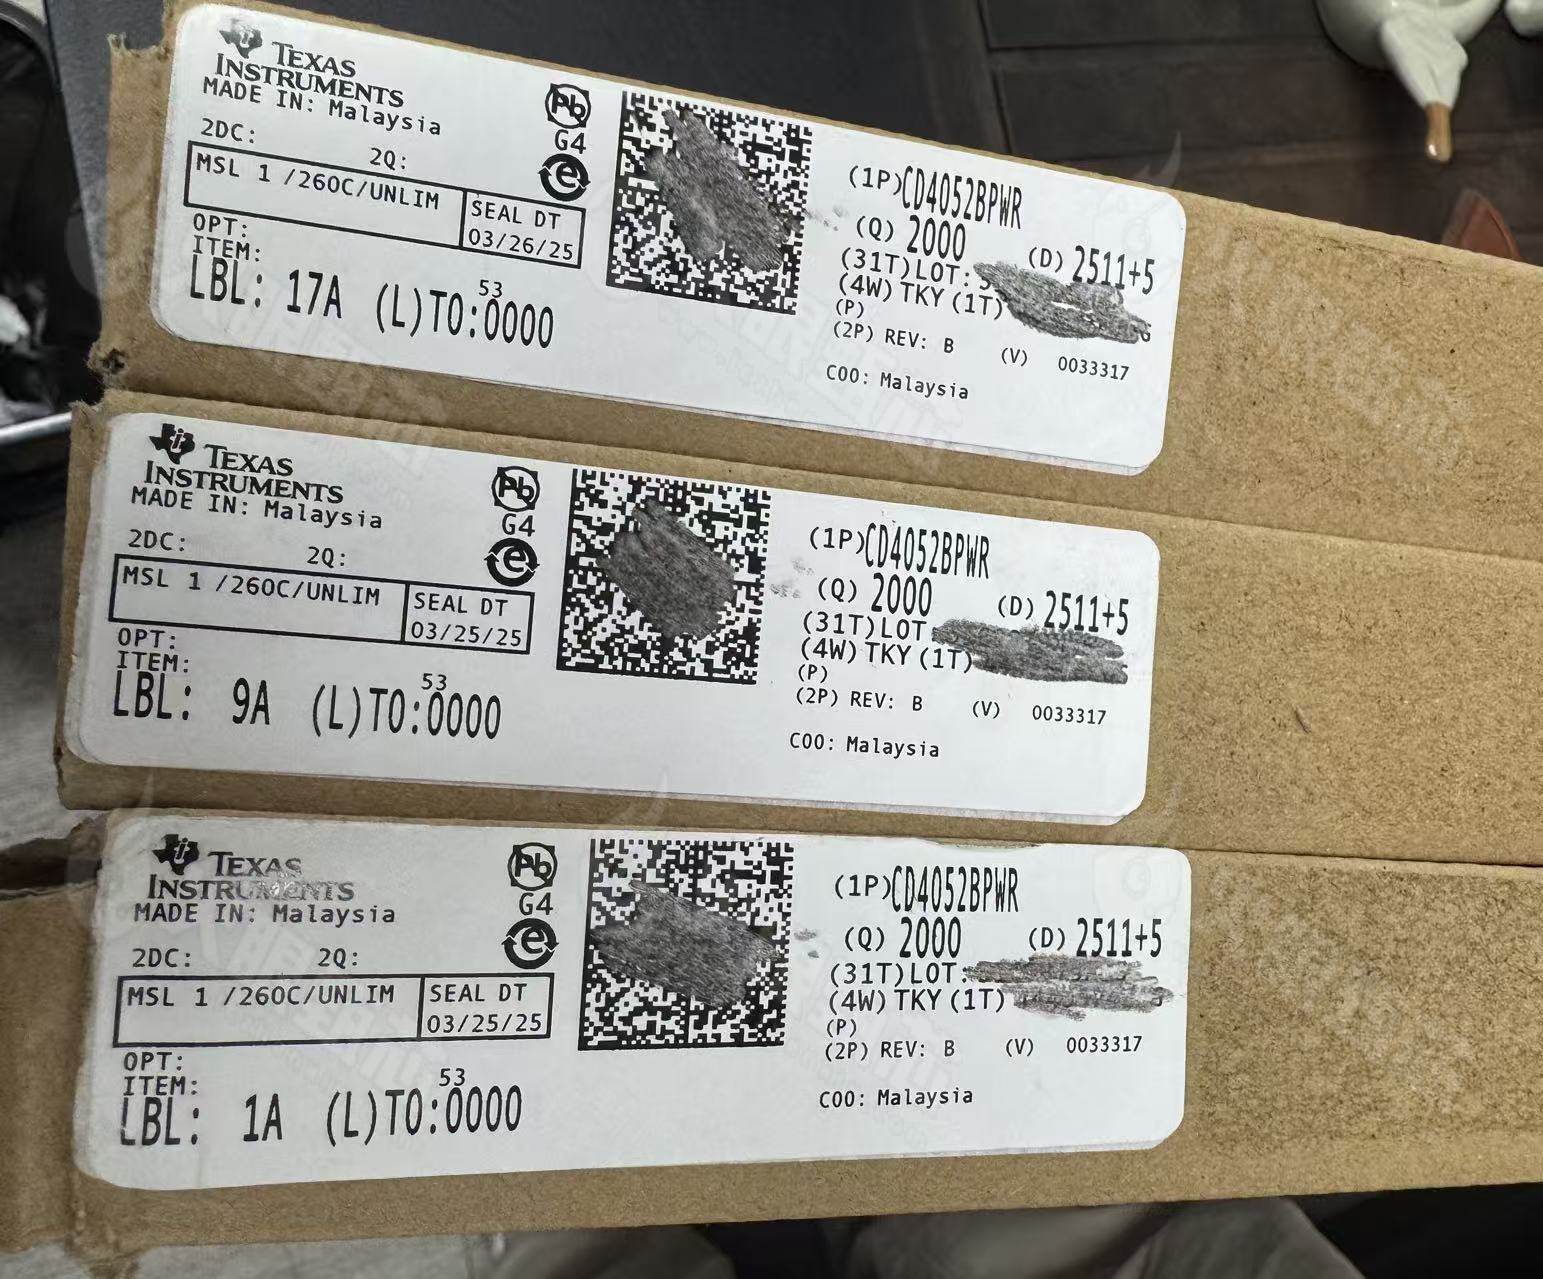 TEXAS
INSTRUMENTS
MADE IN: Malaysia
2DC:
2Q:
MSL 1 /260C/UNLIM
SEAL DT
03/26/25
OPT:
ITEM:
LBL: 17A (L)TO:0000
53
Pb
G4
e
(1P)CD4052BPWR
(Q) 2000 (D) 2511+5
(31T)LOT:
(4W) TKY (1T)
(P)
(2P) REV: B (V) 0033317
COO: Malaysia
TEXAS
INSTRUMENTS
MADE IN: Malaysia
2DC:
2Q:
MSL 1 /260C/UNLIM
SEAL DT
03/25/25
OPT:
ITEM:
LBL: 9A (L)TO:0000
53
Pb
G4
e
(1P)CD4052BPWR
(Q) 2000 (D) 2511+5
(31T)LOT
(4W) TKY (1T)
(P)
(2P) REV: B (V) 0033317
COO: Malaysia
TEXAS
INSTRUMENTS
MADE IN: Malaysia
2DC:
2Q:
MSL 1 /260C/UNLIM
SEAL DT
03/25/25
OPT:
ITEM:
LBL: 1A (L)TO:0000
53
Pb
G4
e
(1P)CD4052BPWR
(Q) 2000 (D) 2511+5
(31T)LOT:
(4W) TKY (1T)
(P)
(2P) REV: B (V) 0033317
COO: Malaysia